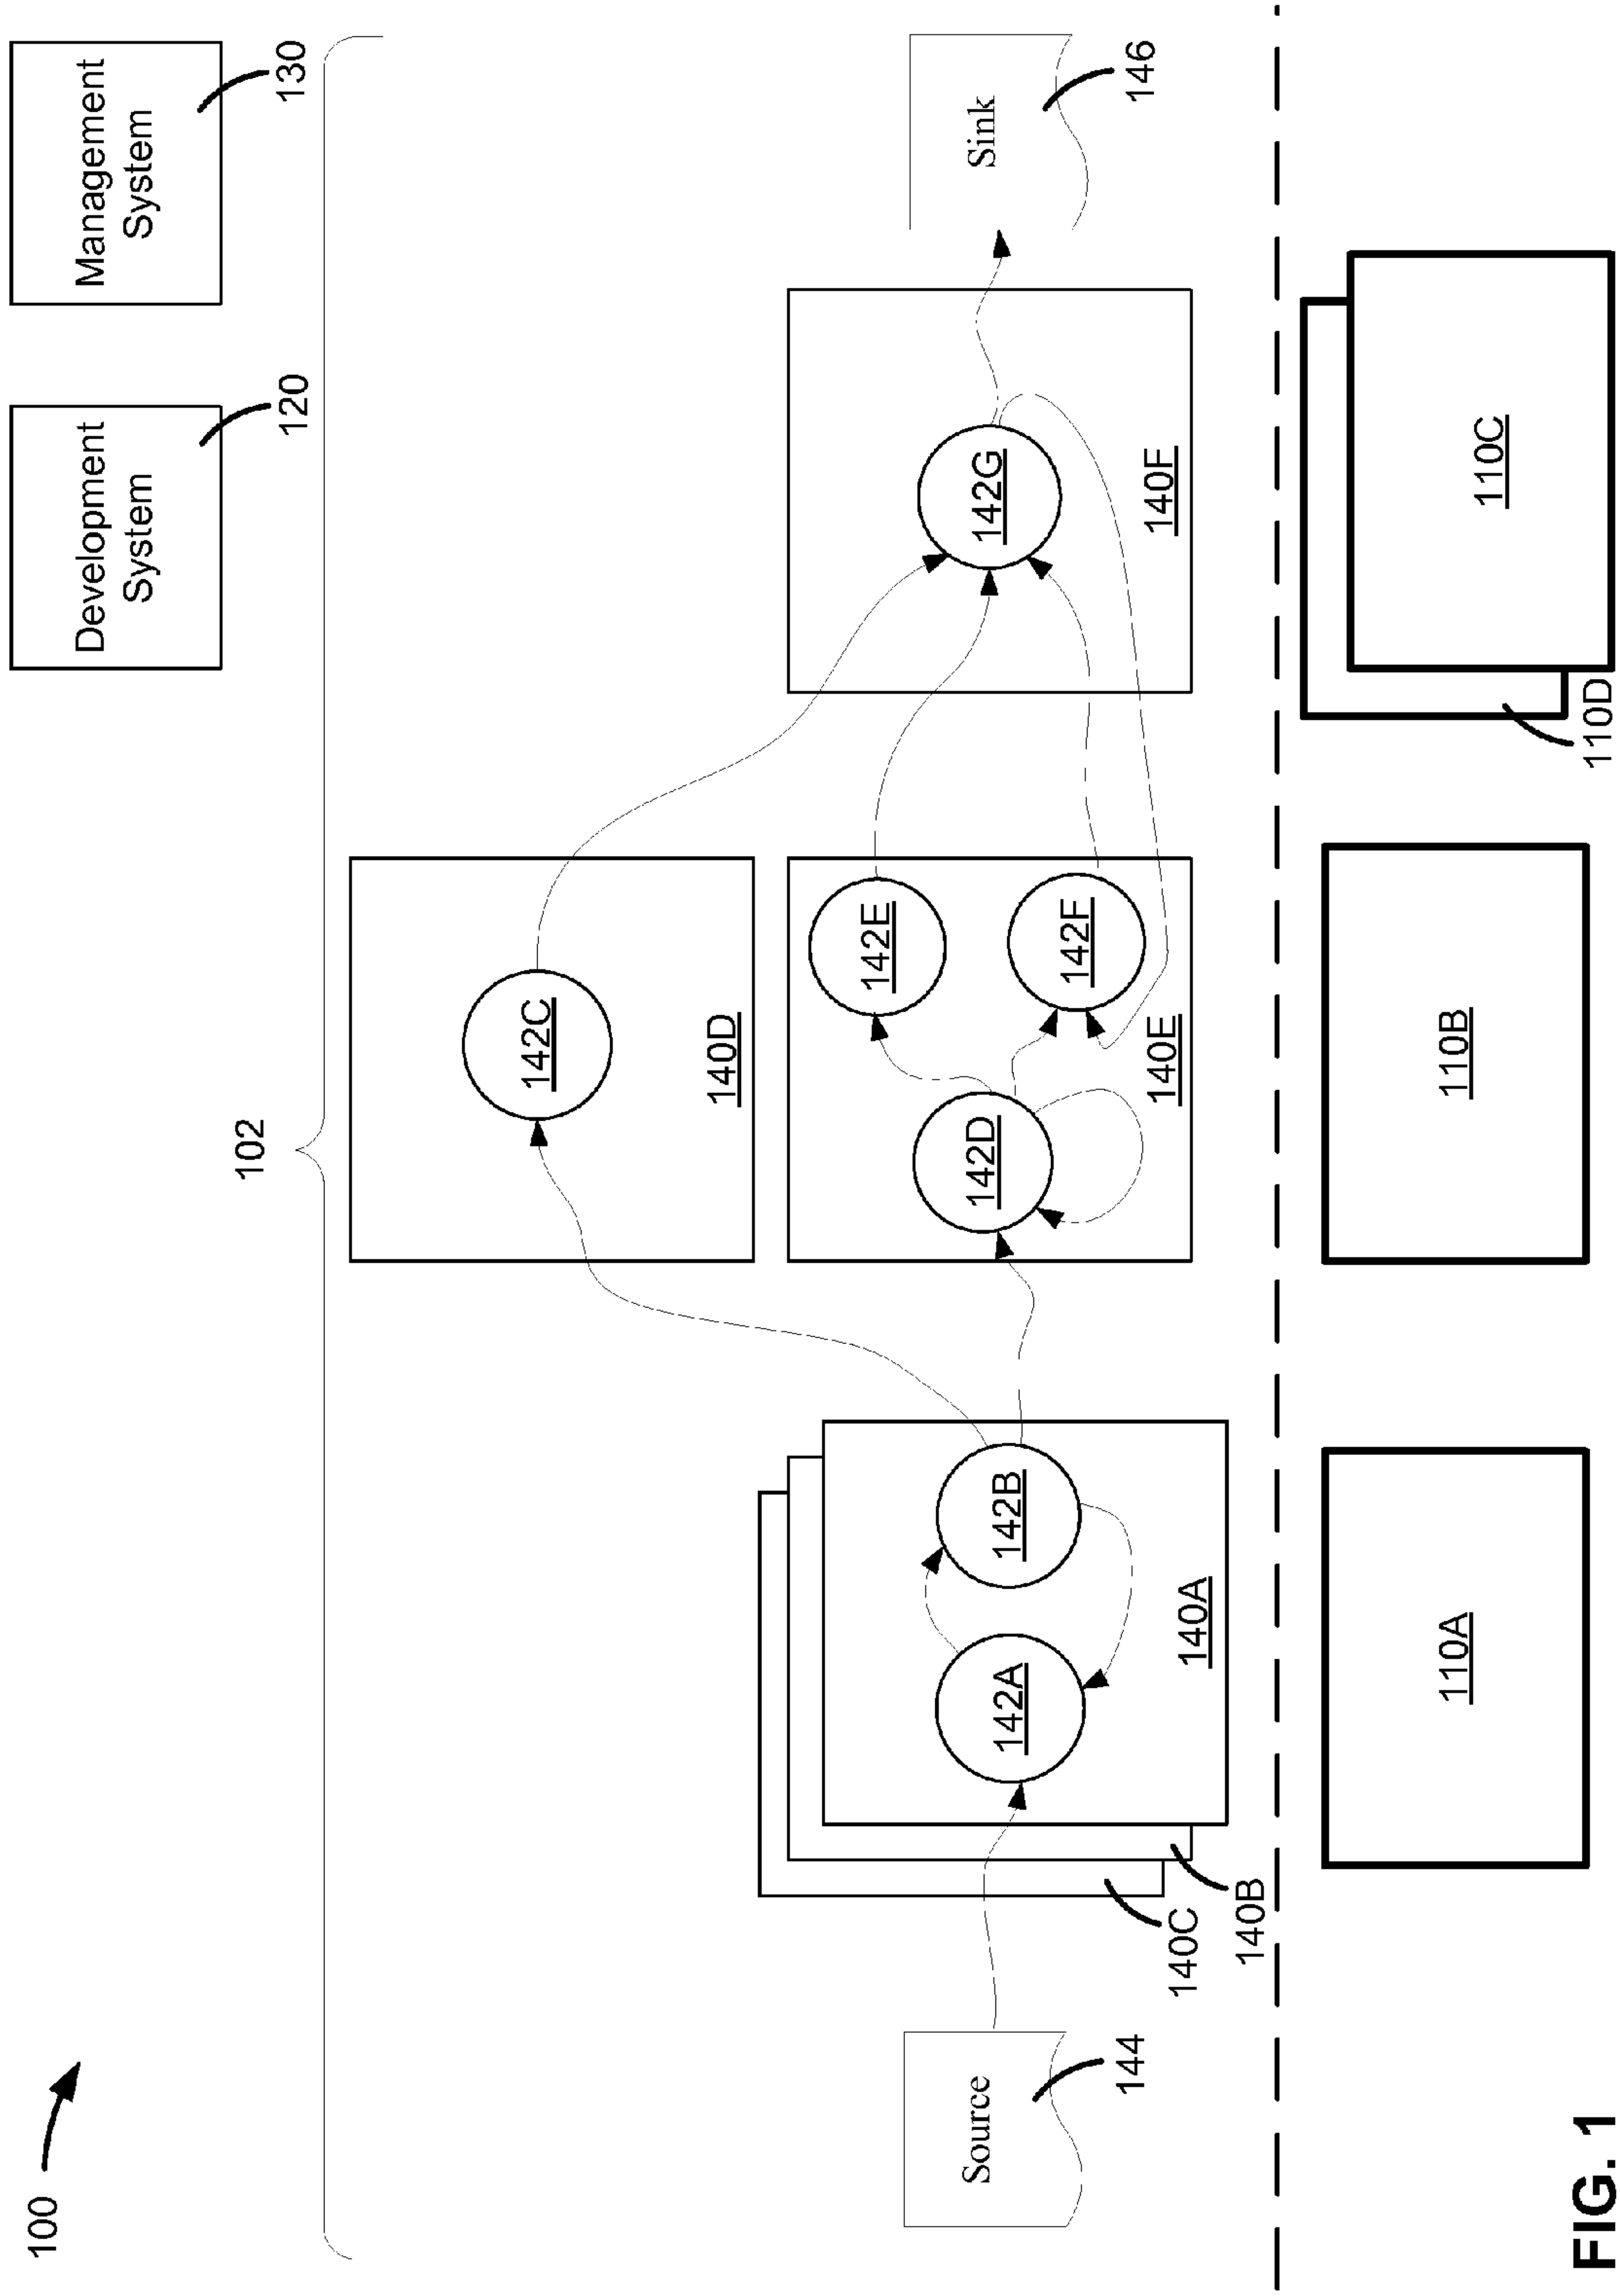 100
Development
System
120
Management
System
130
102
142C
140D
Source
144
142A
142B
140A
140B
140C
142D
142E
142F
140E
142G
140F
Sink
146
110A
110B
110C
110D
FIG. 1